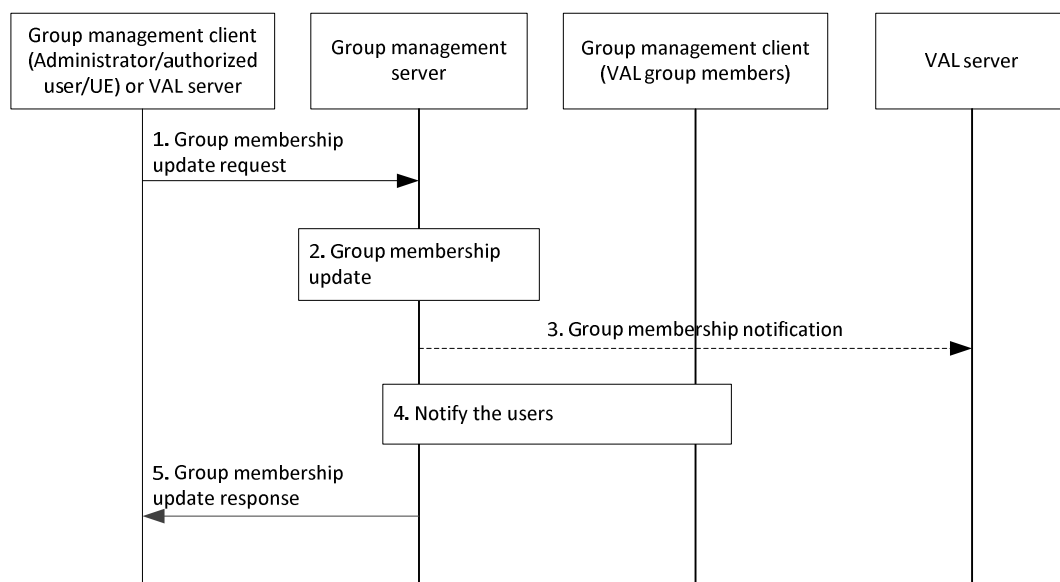 Group management client
(Administrator/authorized
user/UE) or VAL server
Group management
server
Group management client
(VAL group members)
VAL server
1. Group membership
update request
2. Group membership
update
3. Group membership notification
4. Notify the users
5. Group membership
update response